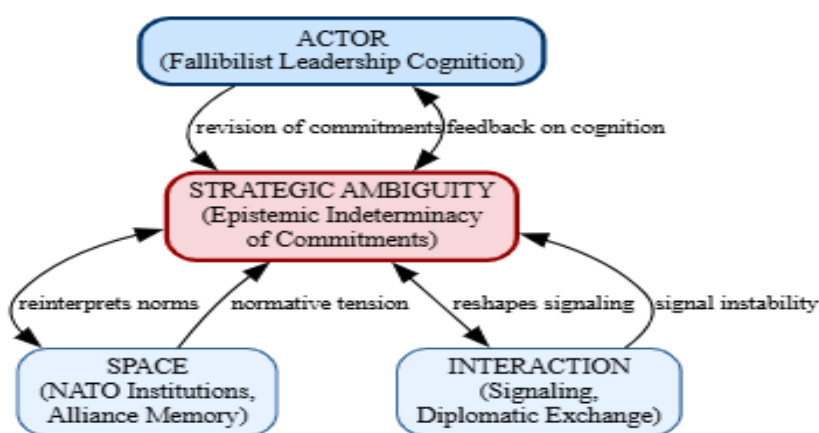 ACTOR
(Fallibilist Leadership Cognition)
revision of commitments
feedback on cognition
STRATEGIC AMBIGUITY
(Epistemic Indeterminacy
of Commitments)
reinterprets norms
normative tension
reshapes signaling
signal instability
SPACE
(NATO Institutions,
Alliance Memory)
INTERACTION
(Signaling,
Diplomatic Exchange)